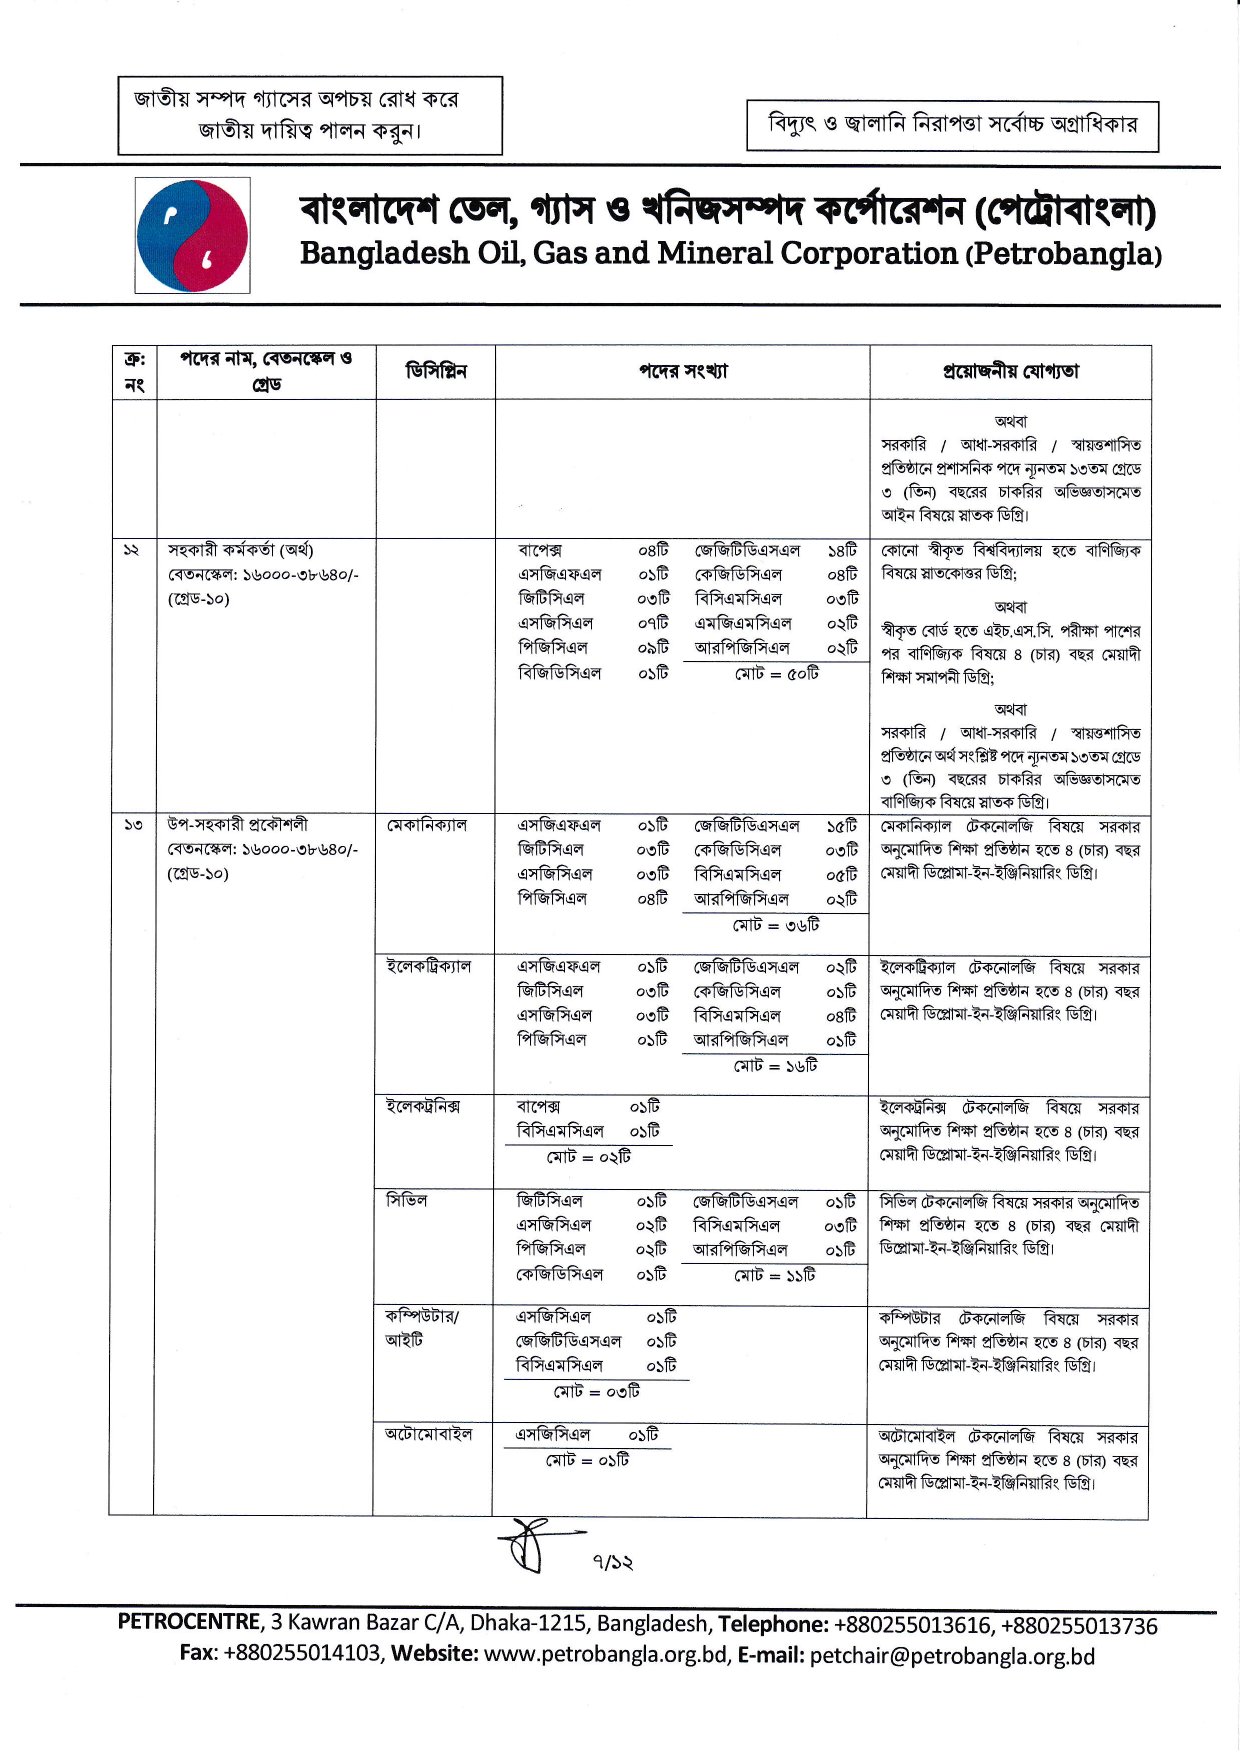 জাতীয় সম্পদ গ্যাসের অপচয় রোধ করে
জাতীয় দায়িত্ব পালন করুন।
বিদ্যুৎ ও জ্বালানি নিরাপত্তা সর্বোচ্চ অগ্রাধিকার
বাংলাদেশ তেল, গ্যাস ও খনিজসম্পদ কর্পোরেশন (পেট্রোবাংলা)
Bangladesh Oil, Gas and Mineral Corporation (Petrobangla)
ক্র: নং
পদের নাম, বেতনস্কেল ও গ্রেড
ডিসিপ্লিন
পদের সংখ্যা
প্রয়োজনীয় যোগ্যতা
অথবা
সরকারি / আধা-সরকারি / স্বায়ত্তশাসিত
প্রতিষ্ঠানে প্রশাসনিক পদে ন্যূনতম ১৩তম গ্রেডে
৩ (তিন) বছরের চাকরির অভিজ্ঞতাসমেত
আইন বিষয়ে স্নাতক ডিগ্রি।
১২
সহকারী কর্মকর্তা (অর্থ)
বেতনস্কেল: ১৬০০০-৩৮৬৪০/-
(গ্রেড-১০)
বাপেক্স ০৪টি জেজিটিডিএসএল ১৪টি
এসজিএফএল ০১টি কেজিডিসিএল ০৪টি
জিটিসিএল ০৩টি বিসিএমসিএল ০৩টি
এসজিসিএল ০৭টি এমজিএমসিএল ০২টি
পিজিসিএল ০৯টি আরপিজিসিএল ০২টি
বিজিডিসিএল ০১টি মোট = ৫০টি
কোনো স্বীকৃত বিশ্ববিদ্যালয় হতে বাণিজ্যিক
বিষয়ে স্নাতকোত্তর ডিগ্রি;
অথবা
স্বীকৃত বোর্ড হতে এইচ.এস.সি. পরীক্ষা পাশের
পর বাণিজ্যিক বিষয়ে ৪ (চার) বছর মেয়াদী
শিক্ষা সমাপনী ডিগ্রি;
অথবা
সরকারি / আধা-সরকারি / স্বায়ত্তশাসিত
প্রতিষ্ঠানে অর্থ সংশ্লিষ্ট পদে ন্যূনতম ১৩তম গ্রেডে
৩ (তিন) বছরের চাকরির অভিজ্ঞতাসমেত
বাণিজ্যিক বিষয়ে স্নাতক ডিগ্রি।
১৩
উপ-সহকারী প্রকৌশলী
বেতনস্কেল: ১৬০০০-৩৮৬৪০/-
(গ্রেড-১০)
মেকানিক্যাল
এসজিএফএল ০১টি জেজিটিডিএসএল ১৫টি
জিটিসিএল ০৩টি কেজিডিসিএল ০৩টি
এসজিসিএল ০৩টি বিসিএমসিএল ০৫টি
পিজিসিএল ০৪টি আরপিজিসিএল ০২টি
মোট = ৩৬টি
মেকানিক্যাল টেকনোলজি বিষয়ে সরকার
অনুমোদিত শিক্ষা প্রতিষ্ঠান হতে ৪ (চার) বছর
মেয়াদী ডিপ্লোমা-ইন-ইঞ্জিনিয়ারিং ডিগ্রি।
ইলেকট্রিক্যাল
এসজিএফএল ০১টি জেজিটিডিএসএল ০২টি
জিটিসিএল ০৩টি কেজিডিসিএল ০১টি
এসজিসিএল ০৩টি বিসিএমসিএল ০৪টি
পিজিসিএল ০১টি আরপিজিসিএল ০১টি
মোট = ১৬টি
ইলেকট্রিক্যাল টেকনোলজি বিষয়ে সরকার
অনুমোদিত শিক্ষা প্রতিষ্ঠান হতে ৪ (চার) বছর
মেয়াদী ডিপ্লোমা-ইন-ইঞ্জিনিয়ারিং ডিগ্রি।
ইলেকট্রনিক্স
বাপেক্স ০১টি
বিসিএমসিএল ০১টি
মোট = ০২টি
ইলেকট্রনিক্স টেকনোলজি বিষয়ে সরকার
অনুমোদিত শিক্ষা প্রতিষ্ঠান হতে ৪ (চার) বছর
মেয়াদী ডিপ্লোমা-ইন-ইঞ্জিনিয়ারিং ডিগ্রি।
সিভিল
জিটিসিএল ০১টি জেজিটিডিএসএল ০১টি
এসজিসিএল ০২টি বিসিএমসিএল ০৩টি
পিজিসিএল ০২টি আরপিজিসিএল ০১টি
কেজিডিসিএল ০১টি মোট = ১১টি
সিভিল টেকনোলজি বিষয়ে সরকার অনুমোদিত
শিক্ষা প্রতিষ্ঠান হতে ৪ (চার) বছর মেয়াদী
ডিপ্লোমা-ইন-ইঞ্জিনিয়ারিং ডিগ্রি।
কম্পিউটার/
আইটি
এসজিসিএল ০১টি
জেজিটিডিএসএল ০১টি
বিসিএমসিএল ০১টি
মোট = ০৩টি
কম্পিউটার টেকনোলজি বিষয়ে সরকার
অনুমোদিত শিক্ষা প্রতিষ্ঠান হতে ৪ (চার) বছর
মেয়াদী ডিপ্লোমা-ইন-ইঞ্জিনিয়ারিং ডিগ্রি।
অটোমোবাইল
এসজিসিএল ০১টি
মোট = ০১টি
অটোমোবাইল টেকনোলজি বিষয়ে সরকার
অনুমোদিত শিক্ষা প্রতিষ্ঠান হতে ৪ (চার) বছর
মেয়াদী ডিপ্লোমা-ইন-ইঞ্জিনিয়ারিং ডিগ্রি।
৭/১২
PETROCENTRE, 3 Kawran Bazar C/A, Dhaka-1215, Bangladesh, Telephone: +880255013616, +880255013736
Fax: +880255014103, Website: www.petrobangla.org.bd, E-mail: petchair@petrobangla.org.bd